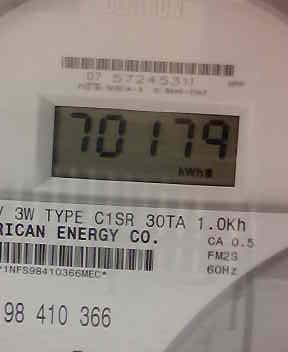 07 57245311
70179
kWh
V 3W TYPE C1SR 30TA 1.0Kh
RICAN ENERGY CO.
CA 0.5
FM2S
*1NFS98410366MEC*
60Hz
98 410 366